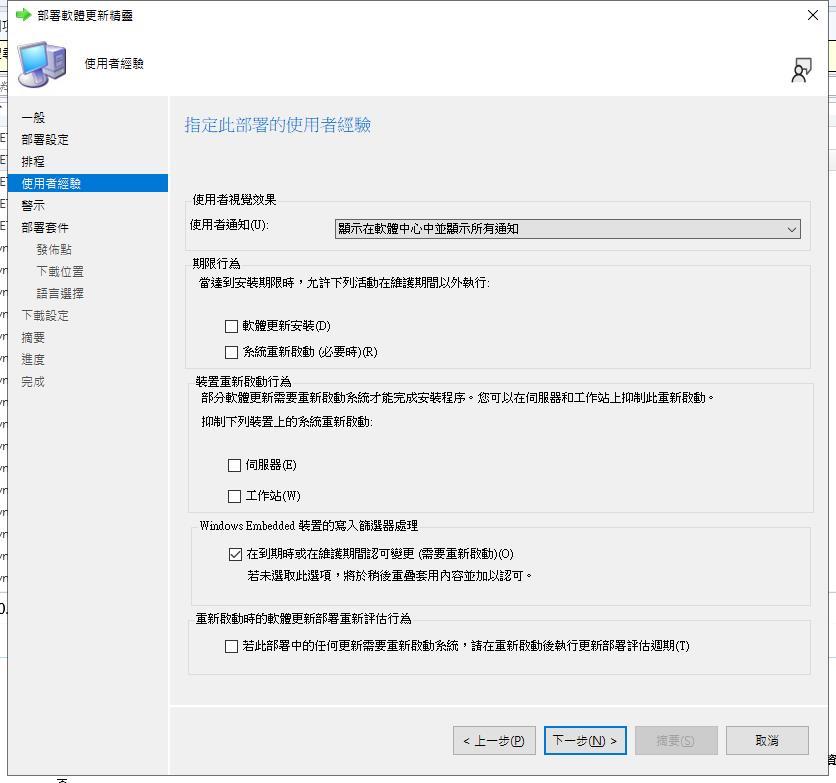 部署軟體更新精靈
使用者經驗
一般
部署設定
排程
使用者經驗
警示
部署套件
發佈點
下載位置
語言選擇
下載設定
摘要
進度
完成
指定此部署的使用者經驗
使用者視覺效果
使用者通知(U):
顯示在軟體中心中並顯示所有通知
期限行為
當達到安裝期限時，允許下列活動在維護期間以外執行:
軟體更新安裝(D)
系統重新啟動 (必要時)(R)
裝置重新啟動行為
部分軟體更新需要重新啟動系統才能完成安裝程序。您可以在伺服器和工作站上抑制此重新啟動。
抑制下列裝置上的系統重新啟動:
伺服器(E)
工作站(W)
Windows Embedded 裝置的寫入篩選器處理
在到期時或在維護期間認可變更 (需要重新啟動)(O)
若未選取此選項，將於稍後重疊套用內容並加以認可。
重新啟動時的軟體更新部署重新評估行為
若此部署中的任何更新需要重新啟動系統，請在重新啟動後執行更新部署評估週期(T)
< 上一步(P)
下一步(N) >
摘要(S)
取消